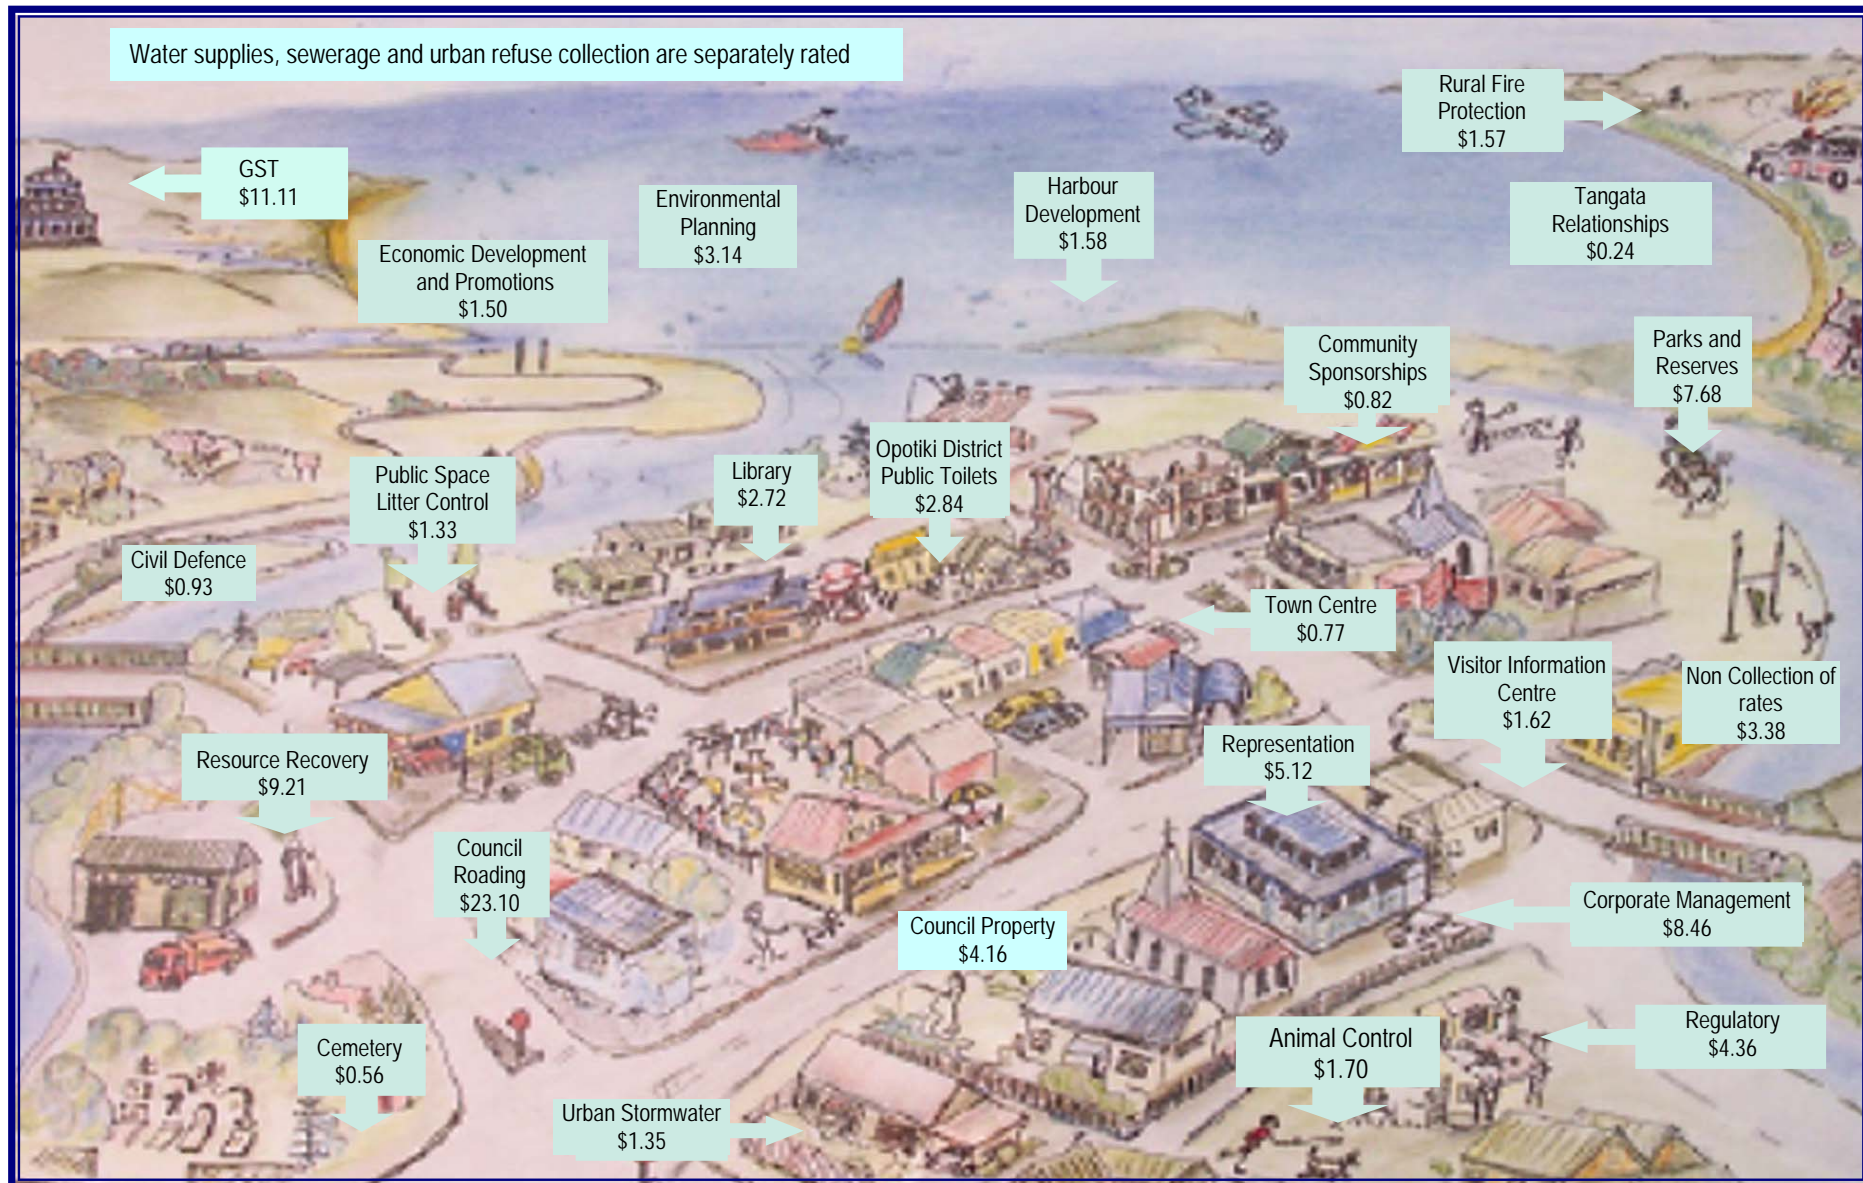 Water supplies, sewerage and urban refuse collection are separately rated
Rural Fire
Protection
$1.57
GST
$11.11
Environmental
Planning
$3.14
Harbour
Development
$1.58
Tangata
Relationships
$0.24
Economic Development
and Promotions
$1.50
Community
Sponsorships
$0.82
Parks and
Reserves
$7.68
Public Space
Litter Control
$1.33
Library
$2.72
Opotiki District
Public Toilets
$2.84
Civil Defence
$0.93
Town Centre
$0.77
Visitor Information
Centre
$1.62
Non Collection of
rates
$3.38
Resource Recovery
$9.21
Representation
$5.12
Council
Roading
$23.10
Council Property
$4.16
Corporate Management
$8.46
Cemetery
$0.56
Animal Control
$1.70
Regulatory
$4.36
Urban Stormwater
$1.35